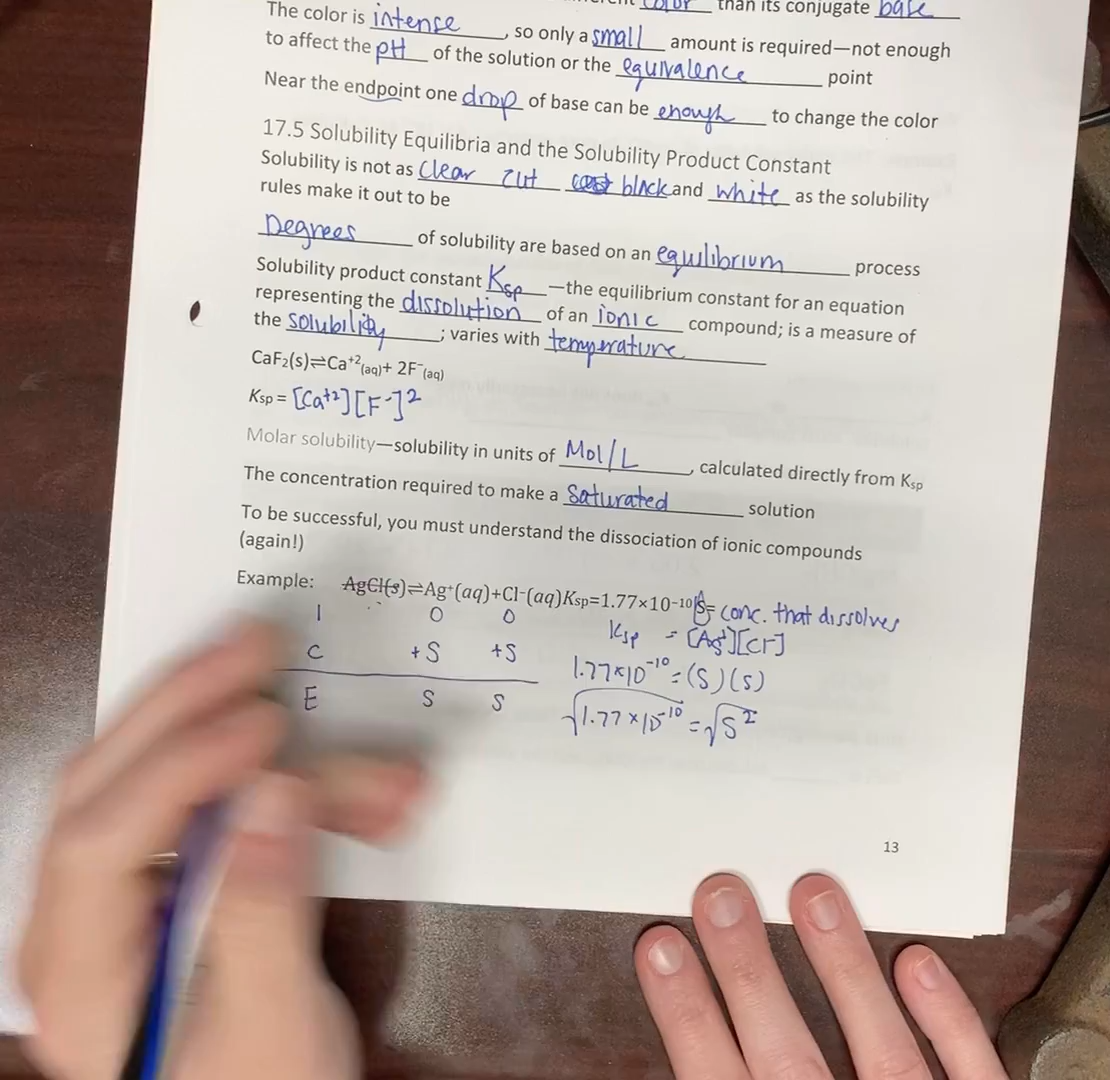 color than its conjugate base
The color is intense, so only a small amount is required—not enough
to affect the pH of the solution or the equivalence point
Near the endpoint one drop of base can be enough to change the color
17.5 Solubility Equilibria and the Solubility Product Constant
Solubility is not as clear cut black and white as the solubility
rules make it out to be
Degrees of solubility are based on an equilibrium process
Solubility product constant Ksp—the equilibrium constant for an equation
representing the dissolution of an ionic compound; is a measure of
the solubility; varies with temperature
CaF₂(s)⇌Ca⁺²(aq)+ 2F⁻(aq)
Ksp = [Ca⁺²][F⁻]²
Molar solubility—solubility in units of Mol/L, calculated directly from Ksp
The concentration required to make a saturated solution
To be successful, you must understand the dissociation of ionic compounds
(again!)
Example: AgCl(s)⇌Ag⁺(aq)+Cl⁻(aq)Ksp=1.77×10−10 S= conc. that dissolves
I 0 0 Ksp = [Ag⁺][Cl⁻]
C +S +S 1.77×10⁻¹⁰ = (S)(S)
E S S √1.77×10⁻¹⁰ = √S²
13